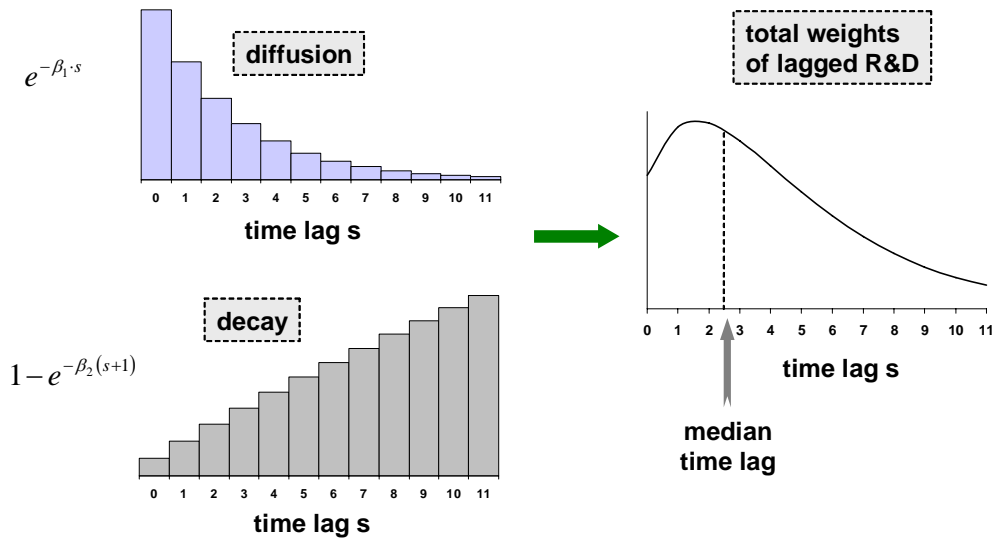 diffusion
e^{-β₁·s}
0 1 2 3 4 5 6 7 8 9 10 11
time lag s
decay
1 − e^{-β₂(s+1)}
0 1 2 3 4 5 6 7 8 9 10 11
time lag s
total weights
of lagged R&D
0 1 2 3 4 5 6 7 8 9 10 11
time lag s
median
time lag